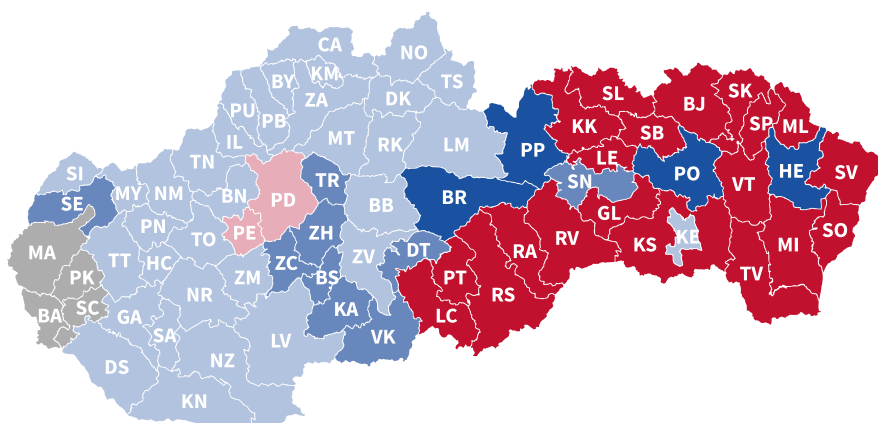 CA
NO
BY
KM
TS
ZA
DK
PU
PB
SL
SK
BJ
KK
SB
SP
ML
IL
MT
RK
LM
PP
LE
TN
SI
PO
HE
SV
TR
SN
VT
MY
NM
BN
PD
BR
SE
BB
GL
PN
TO
PE
ZH
RV
KS
KE
SO
MA
TT
HC
ZC
ZV
DT
RA
MI
PK
ZM
BS
PT
TV
NR
RS
SC
BA
GA
KA
LC
SA
VK
LV
NZ
DS
KN